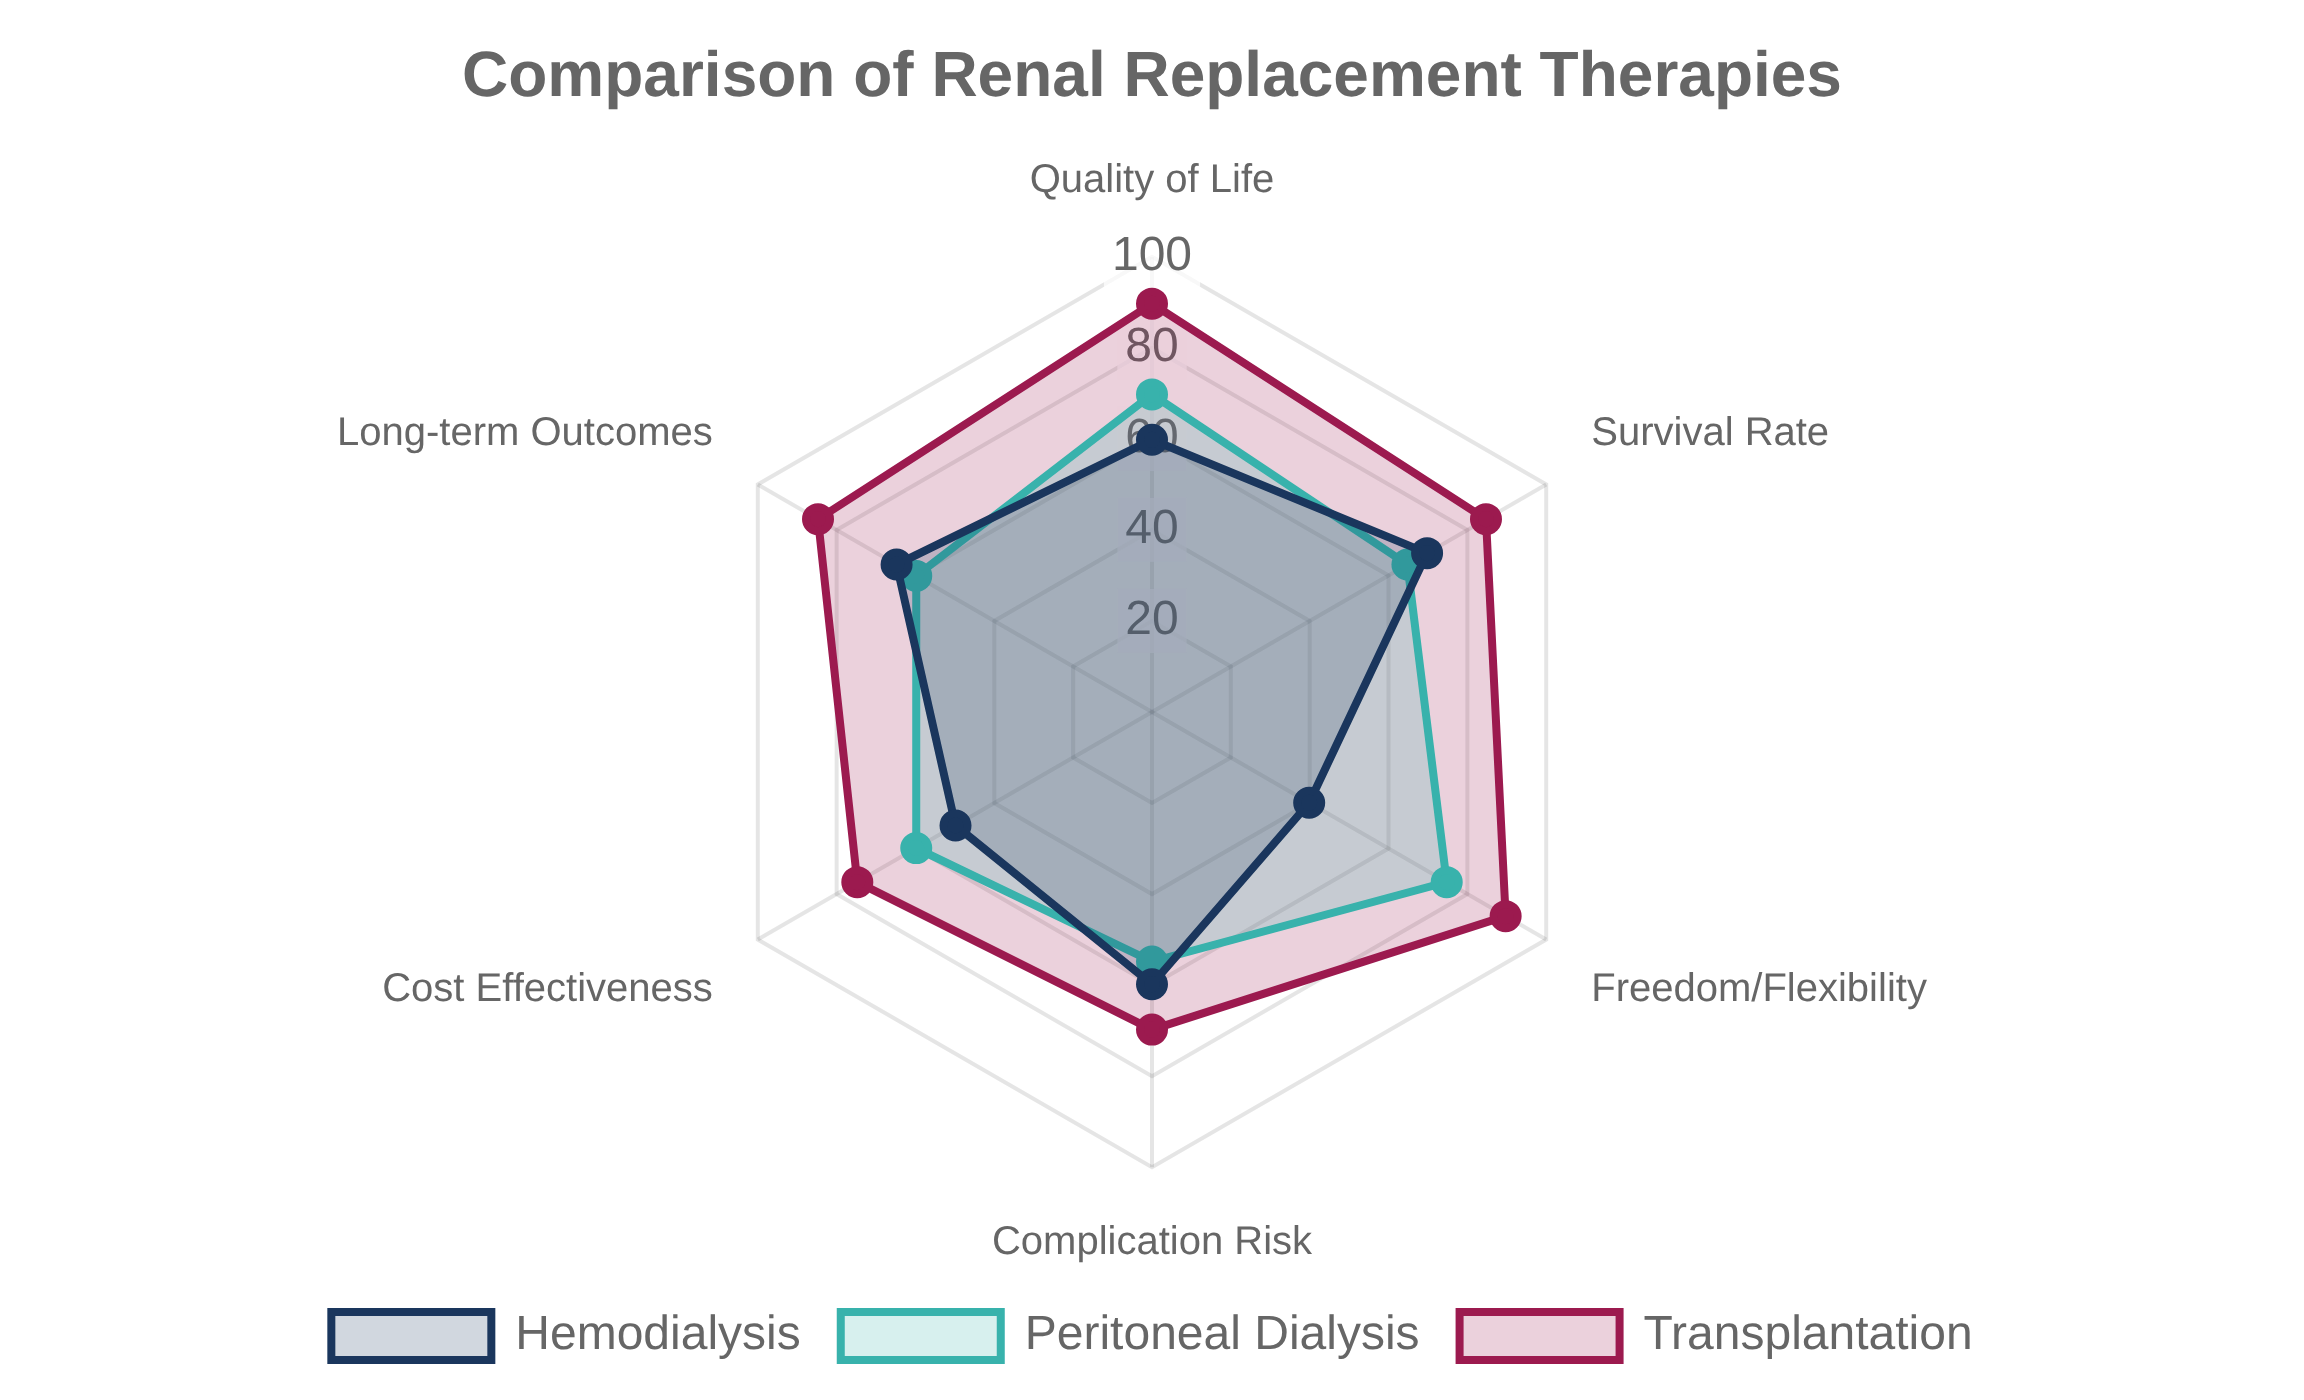 Comparison of Renal Replacement Therapies
Quality of Life
100
80
60
40
20
Long-term Outcomes
Survival Rate
Cost Effectiveness
Freedom/Flexibility
Complication Risk
Hemodialysis
Peritoneal Dialysis
Transplantation